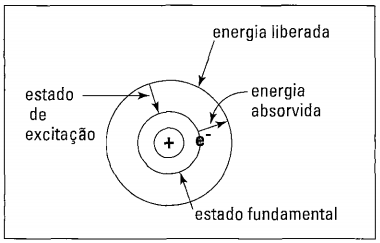 energia liberada
estado
de
excitação
energia
absorvida
+
e-
estado fundamental